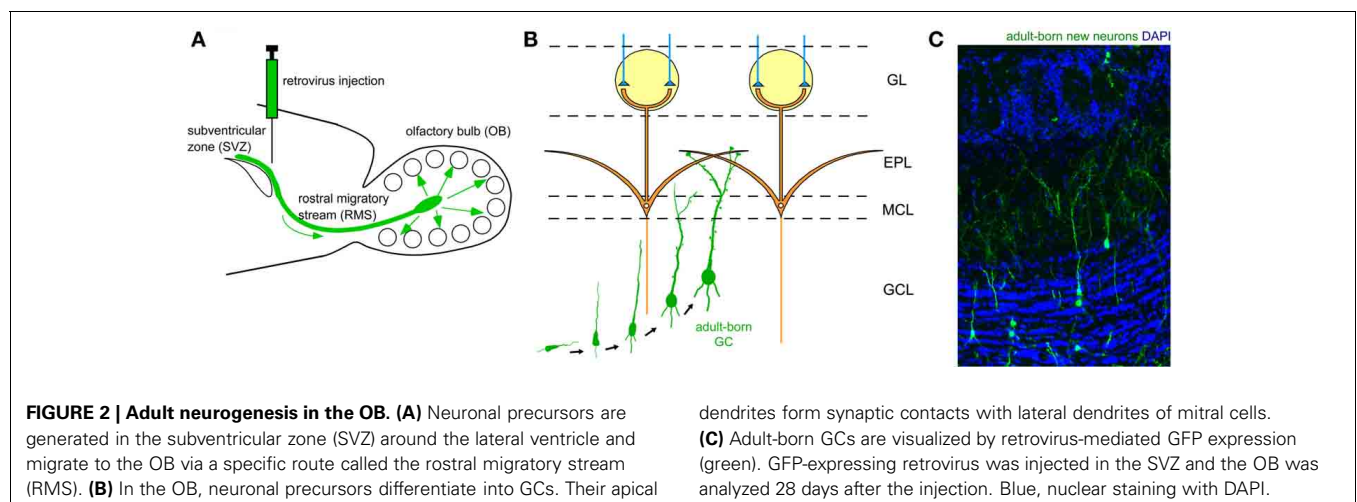 A
retrovirus injection
subventricular
zone (SVZ)
olfactory bulb (OB)
rostral migratory
stream (RMS)
B
GL
EPL
MCL
GCL
adult-born
GC
C
adult-born new neurons DAPI
FIGURE 2 | Adult neurogenesis in the OB. (A) Neuronal precursors are
generated in the subventricular zone (SVZ) around the lateral ventricle and
migrate to the OB via a specific route called the rostral migratory stream
(RMS). (B) In the OB, neuronal precursors differentiate into GCs. Their apical
dendrites form synaptic contacts with lateral dendrites of mitral cells.
(C) Adult-born GCs are visualized by retrovirus-mediated GFP expression
(green). GFP-expressing retrovirus was injected in the SVZ and the OB was
analyzed 28 days after the injection. Blue, nuclear staining with DAPI.